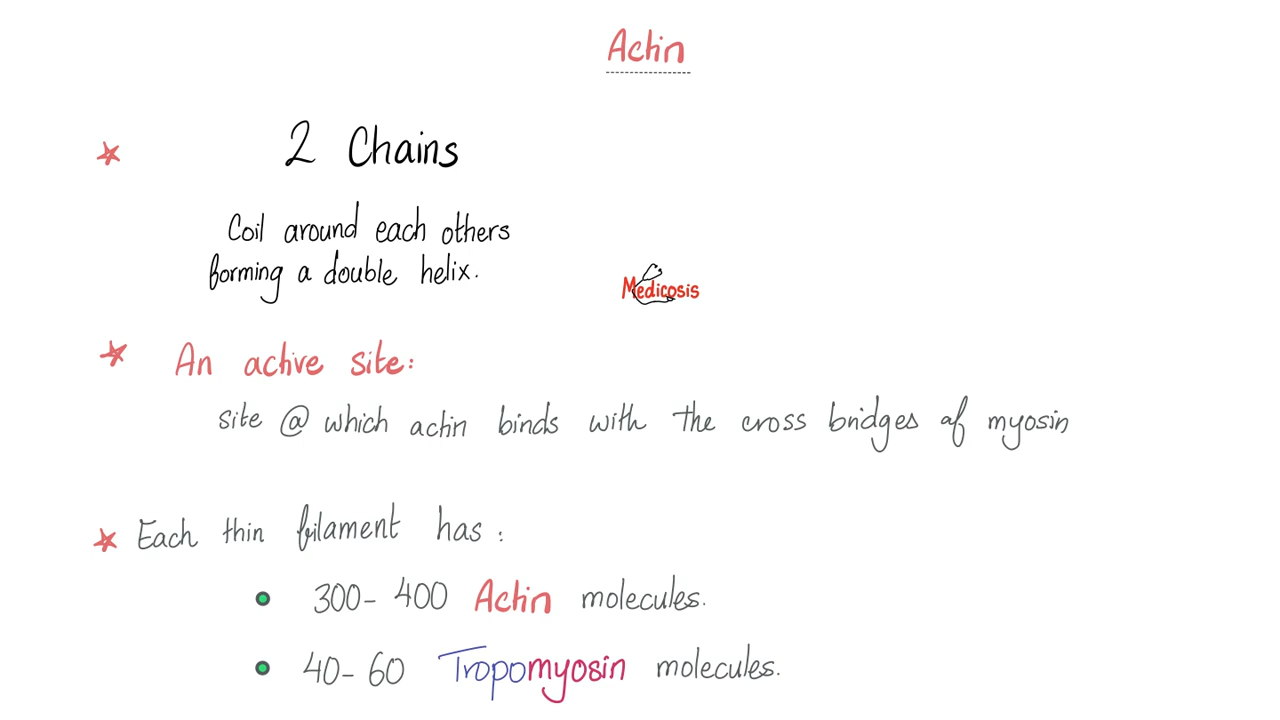 Actin
2 Chains
Coil around each others
forming a double helix.
Medicosis
An active site:
site @ which actin binds with the cross bridges of myosin
Each thin filament has:
300-400 Actin molecules.
40-60 Tropomyosin molecules.